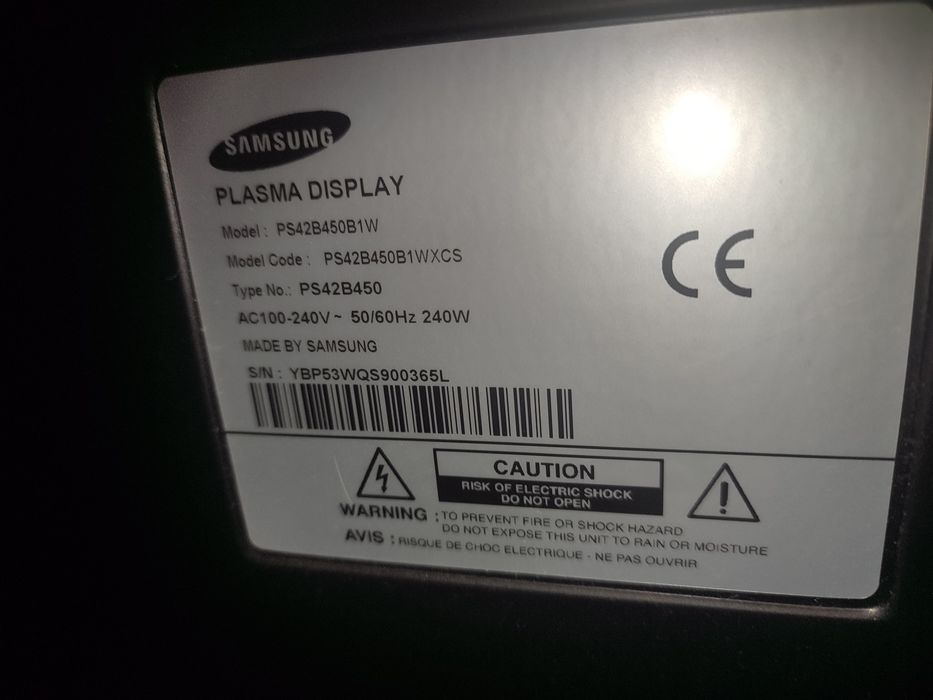 SAMSUNG
PLASMA DISPLAY
Model : PS42B450B1W
Model Code : PS42B450B1WXCS
Type No.: PS42B450
AC100-240V~ 50/60Hz 240W
MADE BY SAMSUNG
S/N : YBP53WQS900365L
CE
CAUTION
RISK OF ELECTRIC SHOCK
DO NOT OPEN
WARNING : TO PREVENT FIRE OR SHOCK HAZARD
DO NOT EXPOSE THIS UNIT TO RAIN OR MOISTURE
AVIS : RISQUE DE CHOC ELECTRIQUE - NE PAS OUVRIR